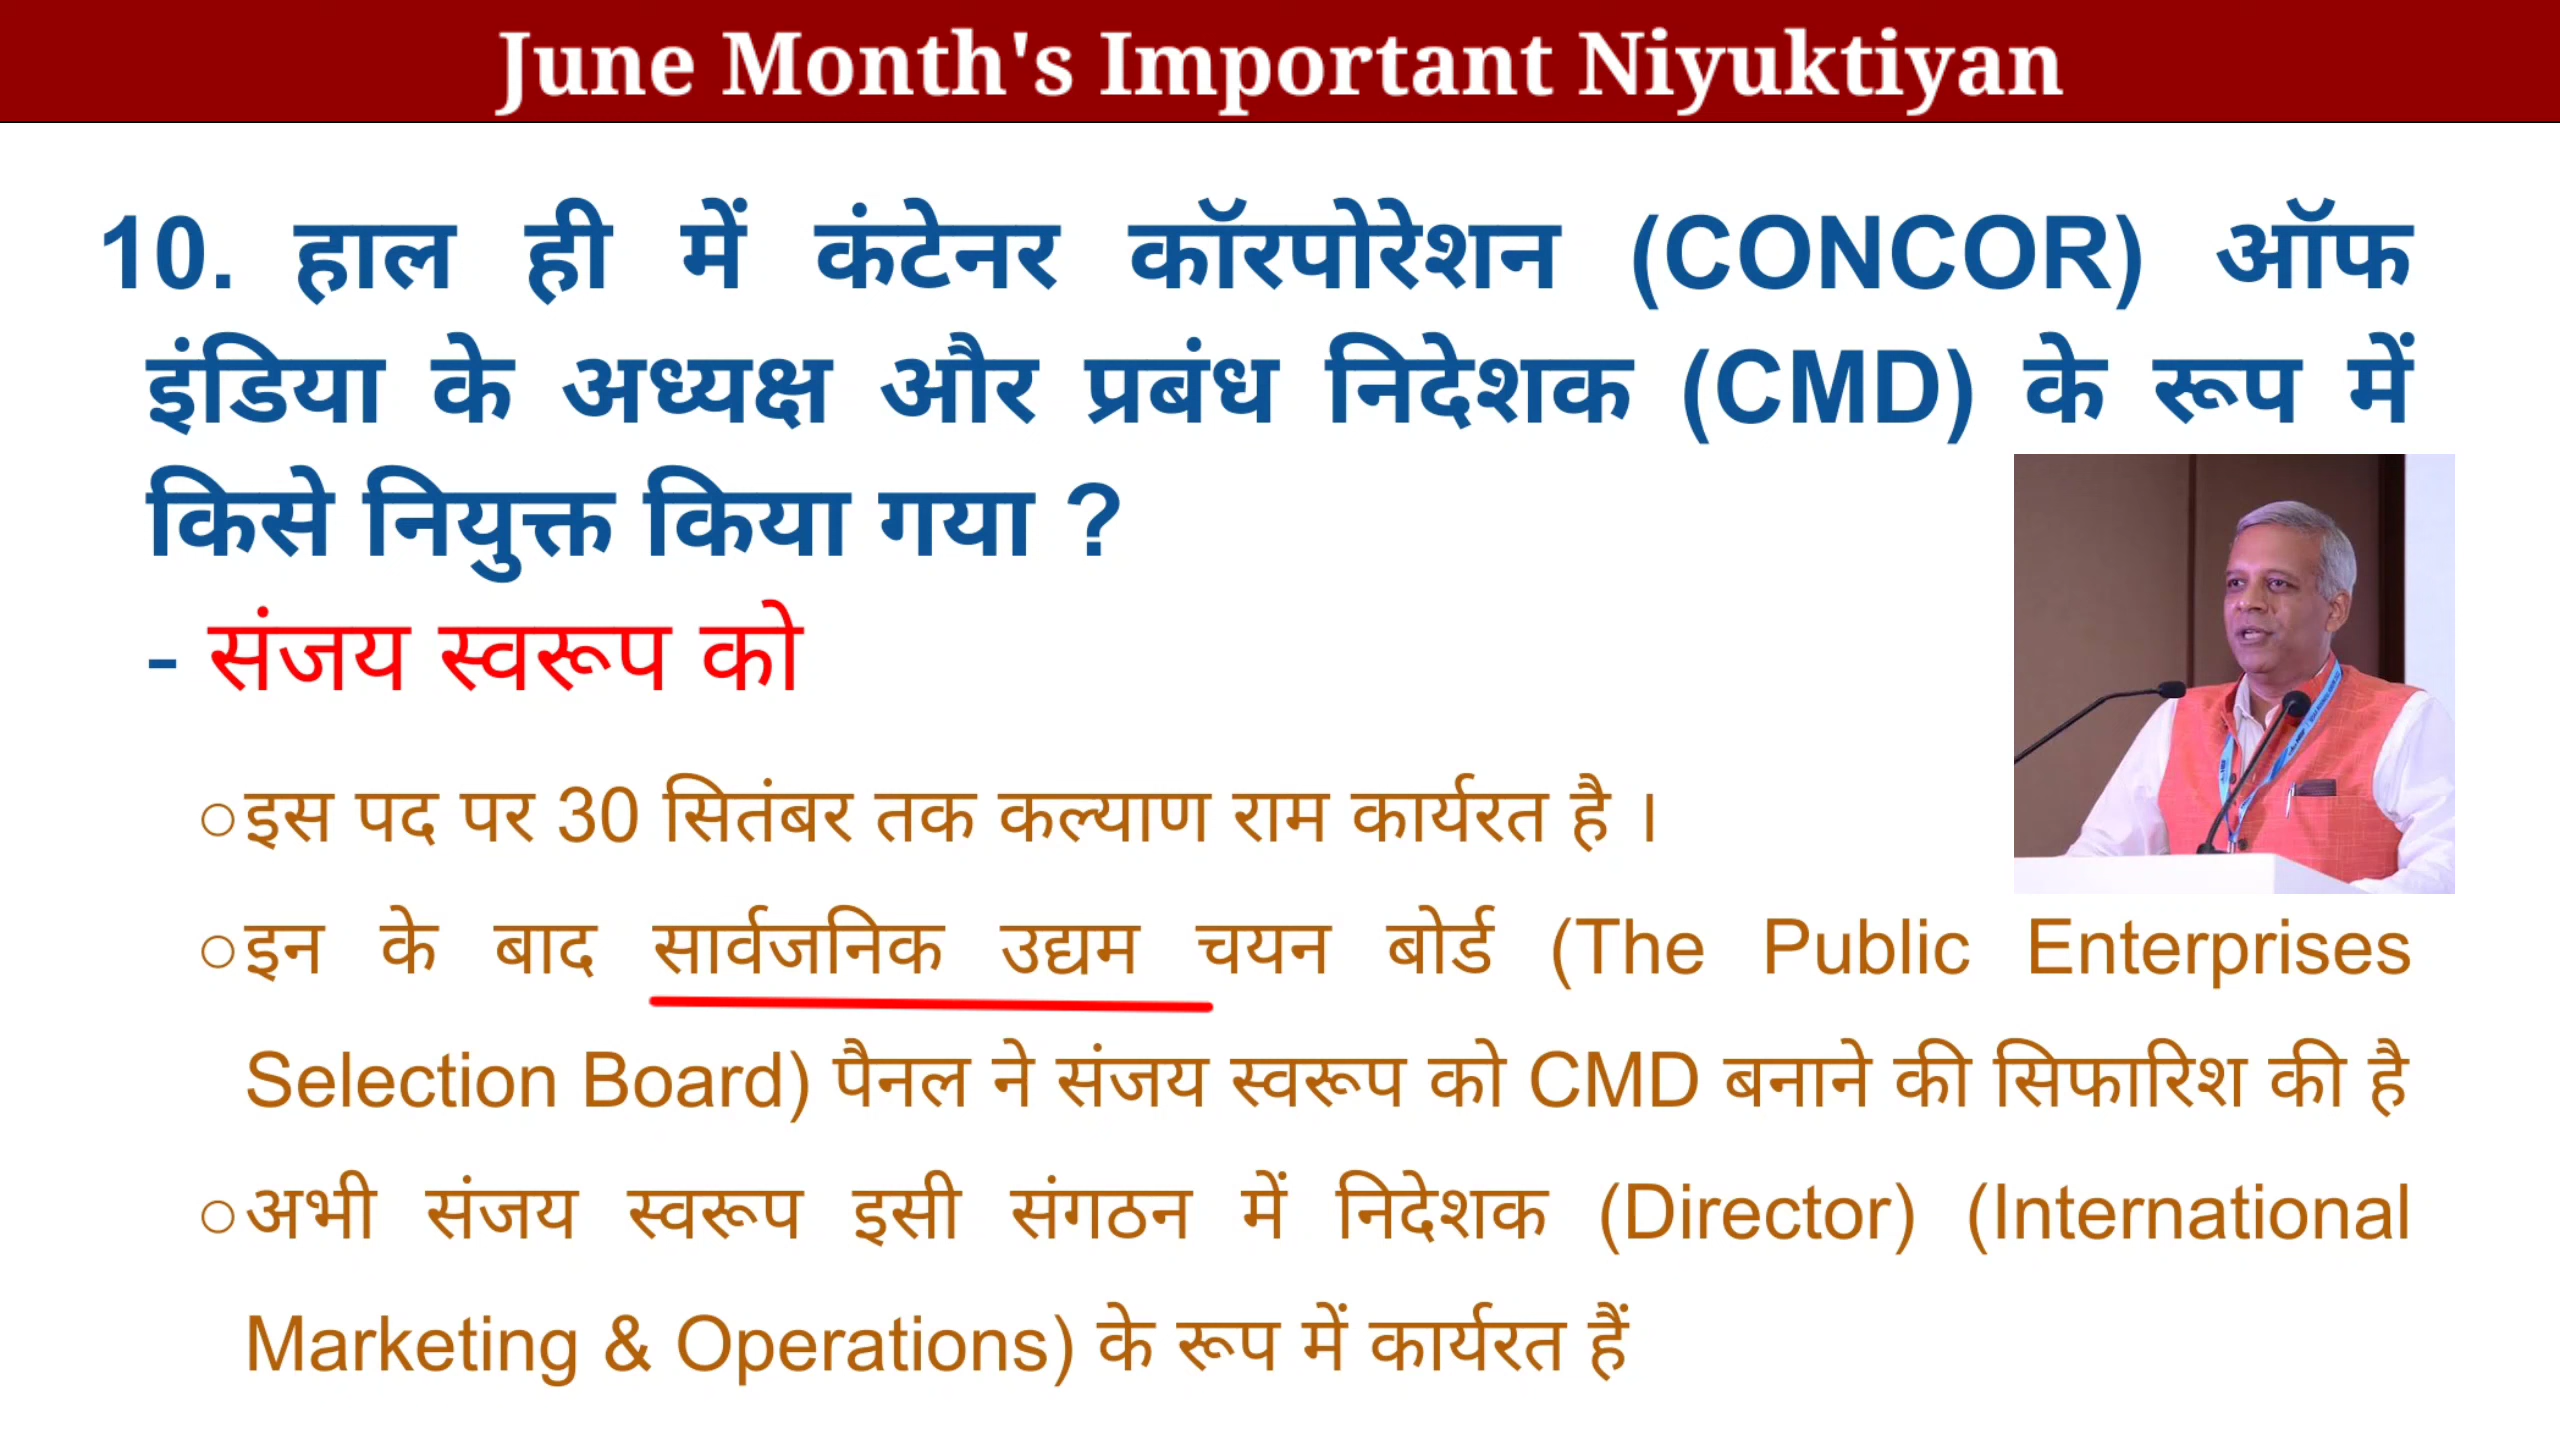 June Month's Important Niyuktiyan
10. हाल ही में कंटेनर कॉरपोरेशन (CONCOR) ऑफ
इंडिया के अध्यक्ष और प्रबंध निदेशक (CMD) के रूप में
किसे नियुक्त किया गया ?
- संजय स्वरूप को
○इस पद पर 30 सितंबर तक कल्याण राम कार्यरत है ।
○इन के बाद सार्वजनिक उद्यम चयन बोर्ड (The Public Enterprises
Selection Board) पैनल ने संजय स्वरूप को CMD बनाने की सिफारिश की है
○अभी संजय स्वरूप इसी संगठन में निदेशक (Director) (International
Marketing & Operations) के रूप में कार्यरत हैं